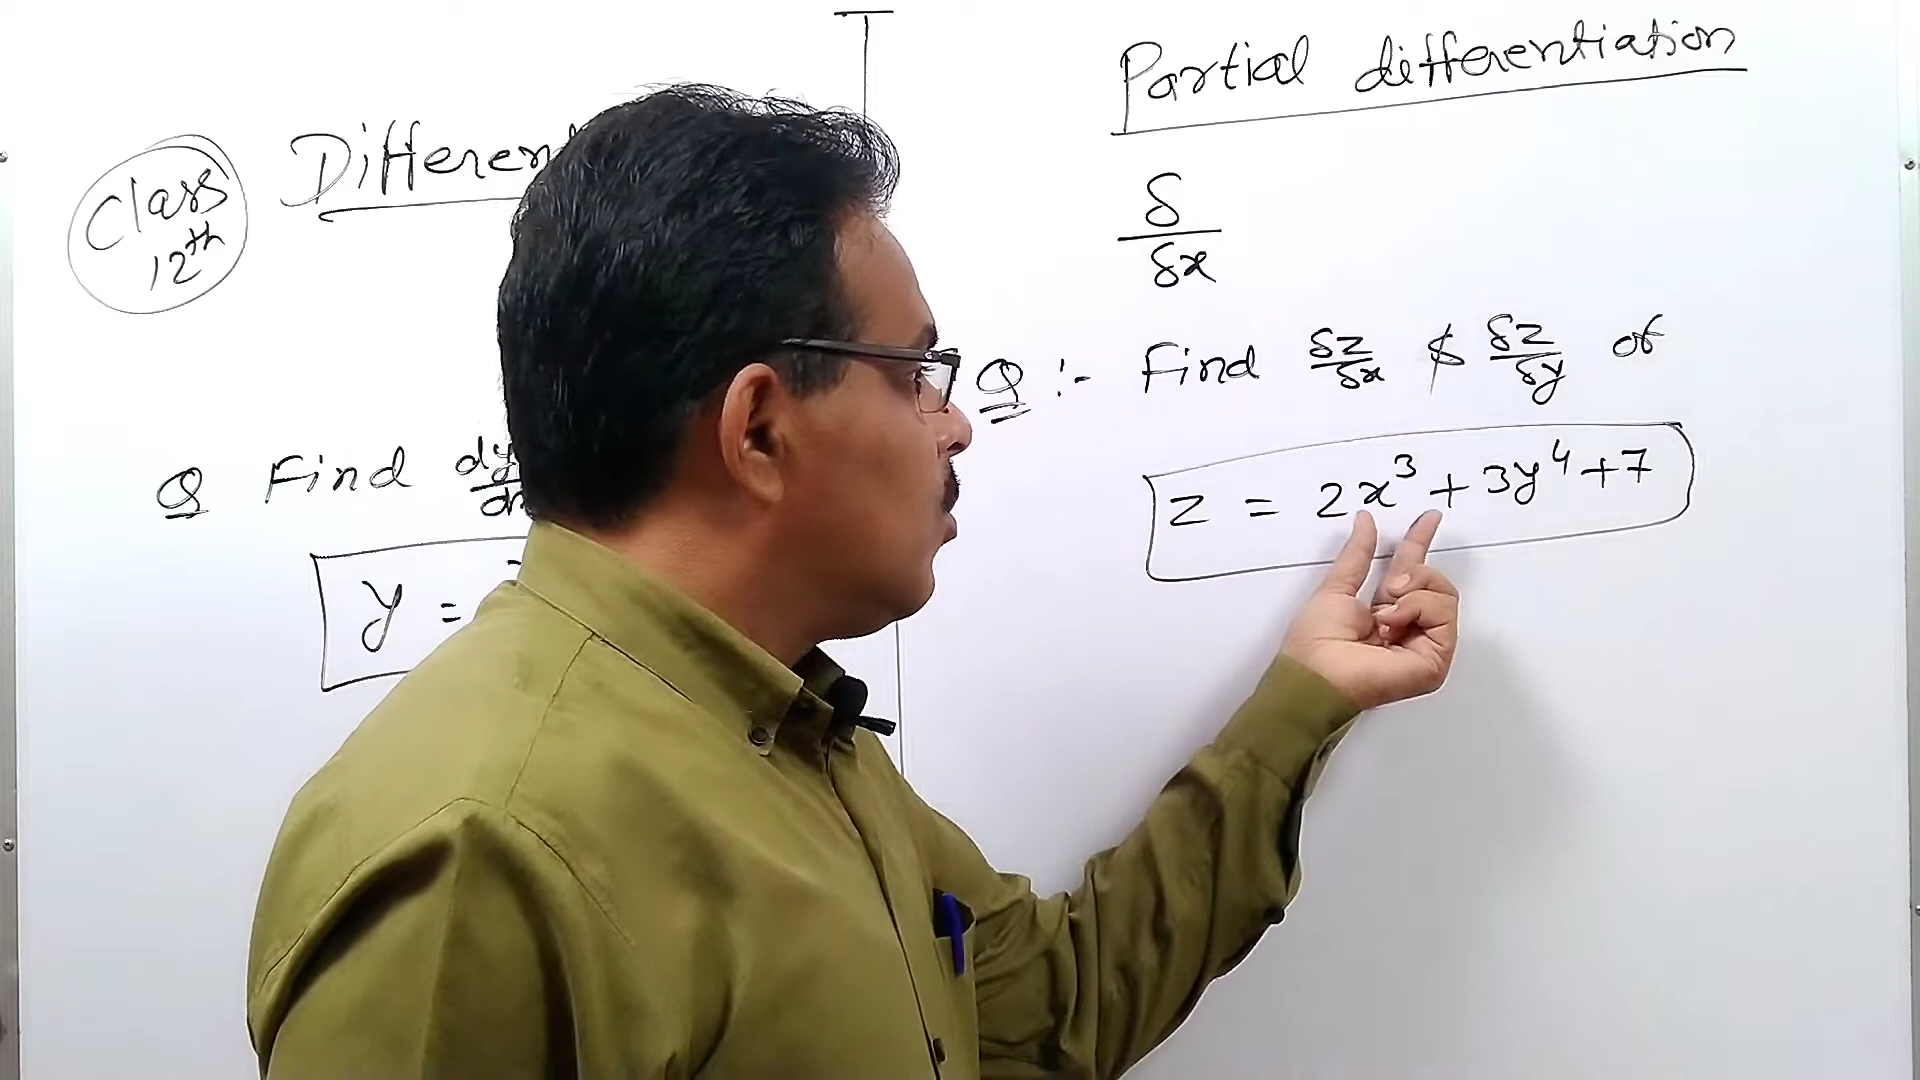 Class
12th
Find
y =
Partial differentiation
δ
δx
Q :- Find δz/δx & δz/δy of
z = 2x³ + 3y⁴ + 7